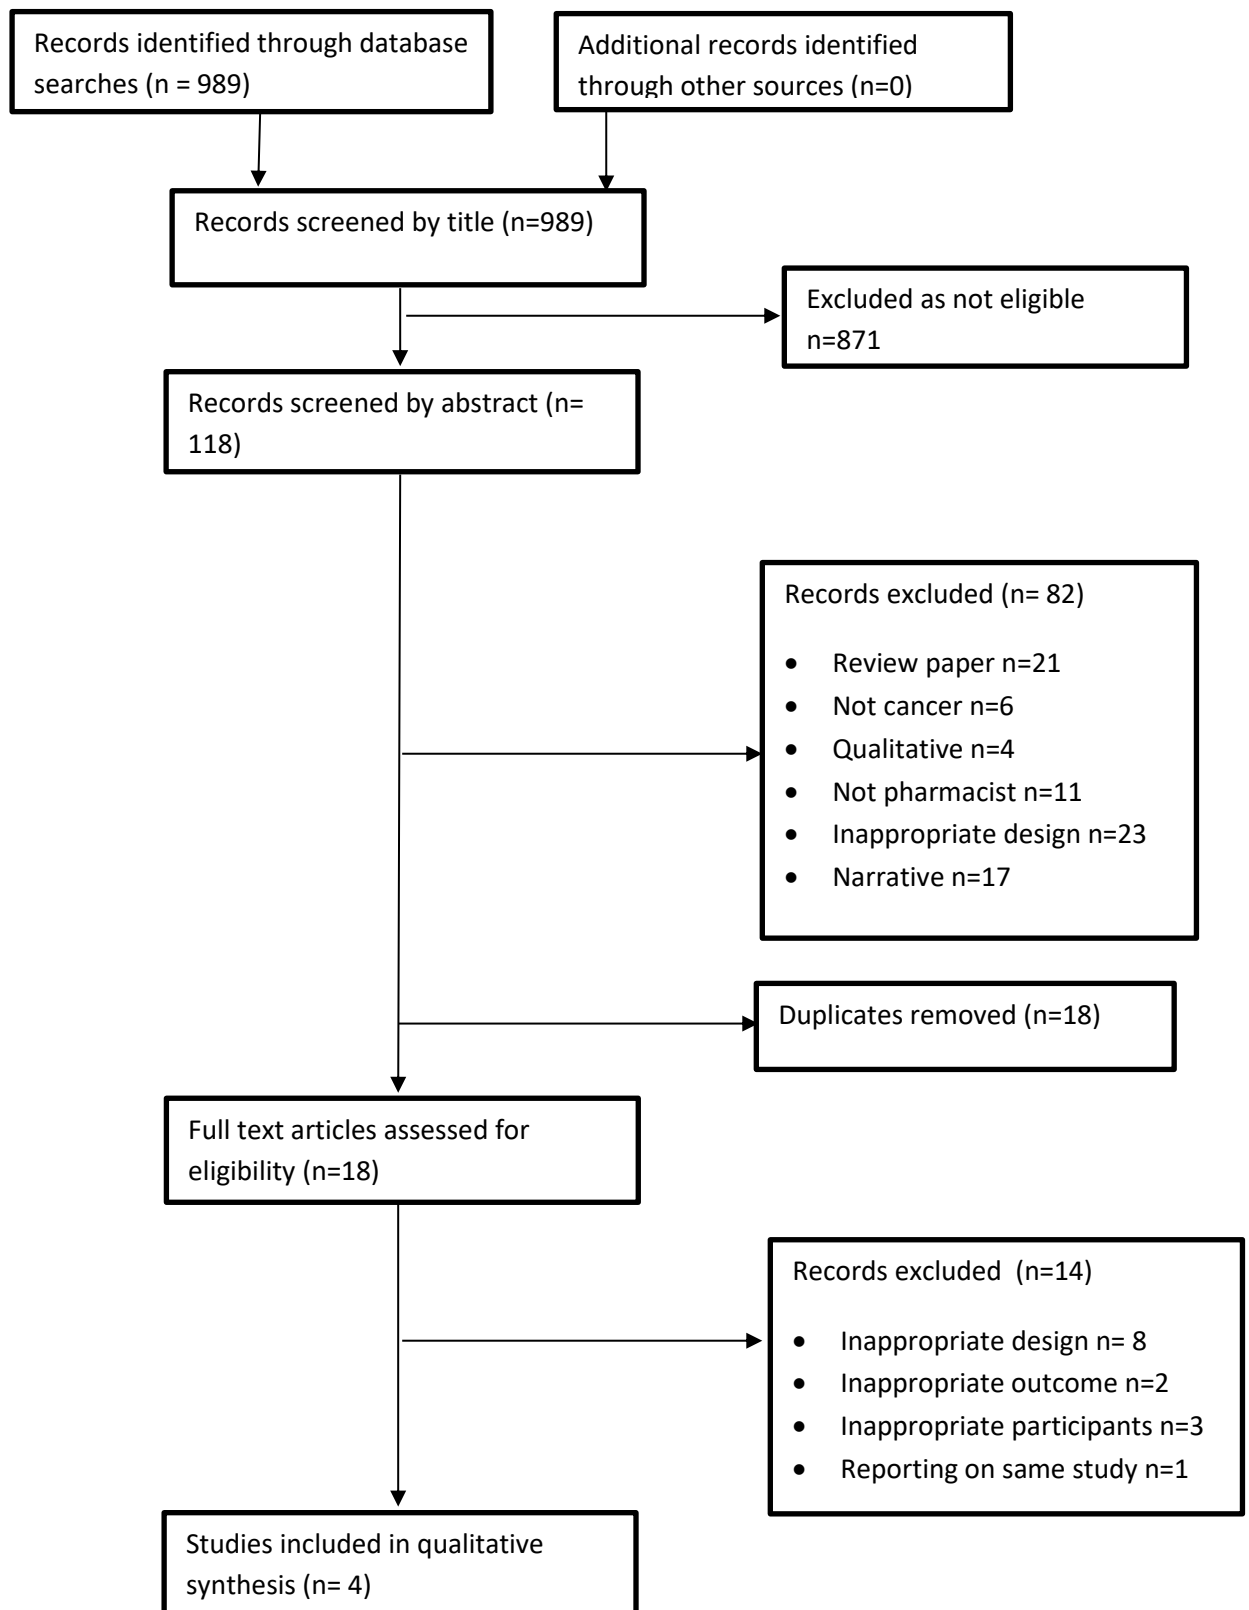 Records identified through database
searches (n = 989)
Additional records identified
through other sources (n=0)
Records screened by title (n=989)
Excluded as not eligible
n=871
Records screened by abstract (n=
118)
Records excluded (n= 82)
• Review paper n=21
• Not cancer n=6
• Qualitative n=4
• Not pharmacist n=11
• Inappropriate design n=23
• Narrative n=17
Duplicates removed (n=18)
Full text articles assessed for
eligibility (n=18)
Records excluded  (n=14)
• Inappropriate design n= 8
• Inappropriate outcome n=2
• Inappropriate participants n=3
• Reporting on same study n=1
Studies included in qualitative
synthesis (n= 4)